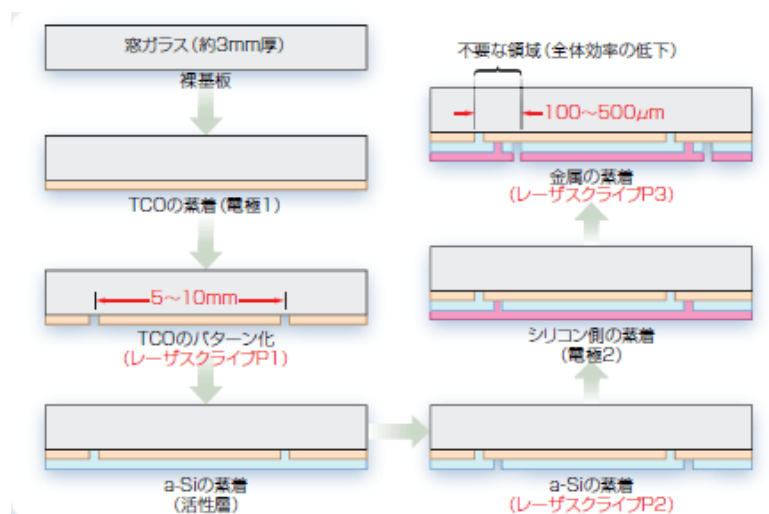 窓ガラス(約3mm厚)
裸基板
TCOの蒸着(電極1)
5〜10mm
TCOのパターン化
(レーザスクライブP1)
a-Siの蒸着
(活性層)
a-Siの蒸着
(レーザスクライブP2)
シリコン側の蒸着
(電極2)
不要な領域(全体効率の低下)
100〜500μm
金属の蒸着
(レーザスクライブP3)